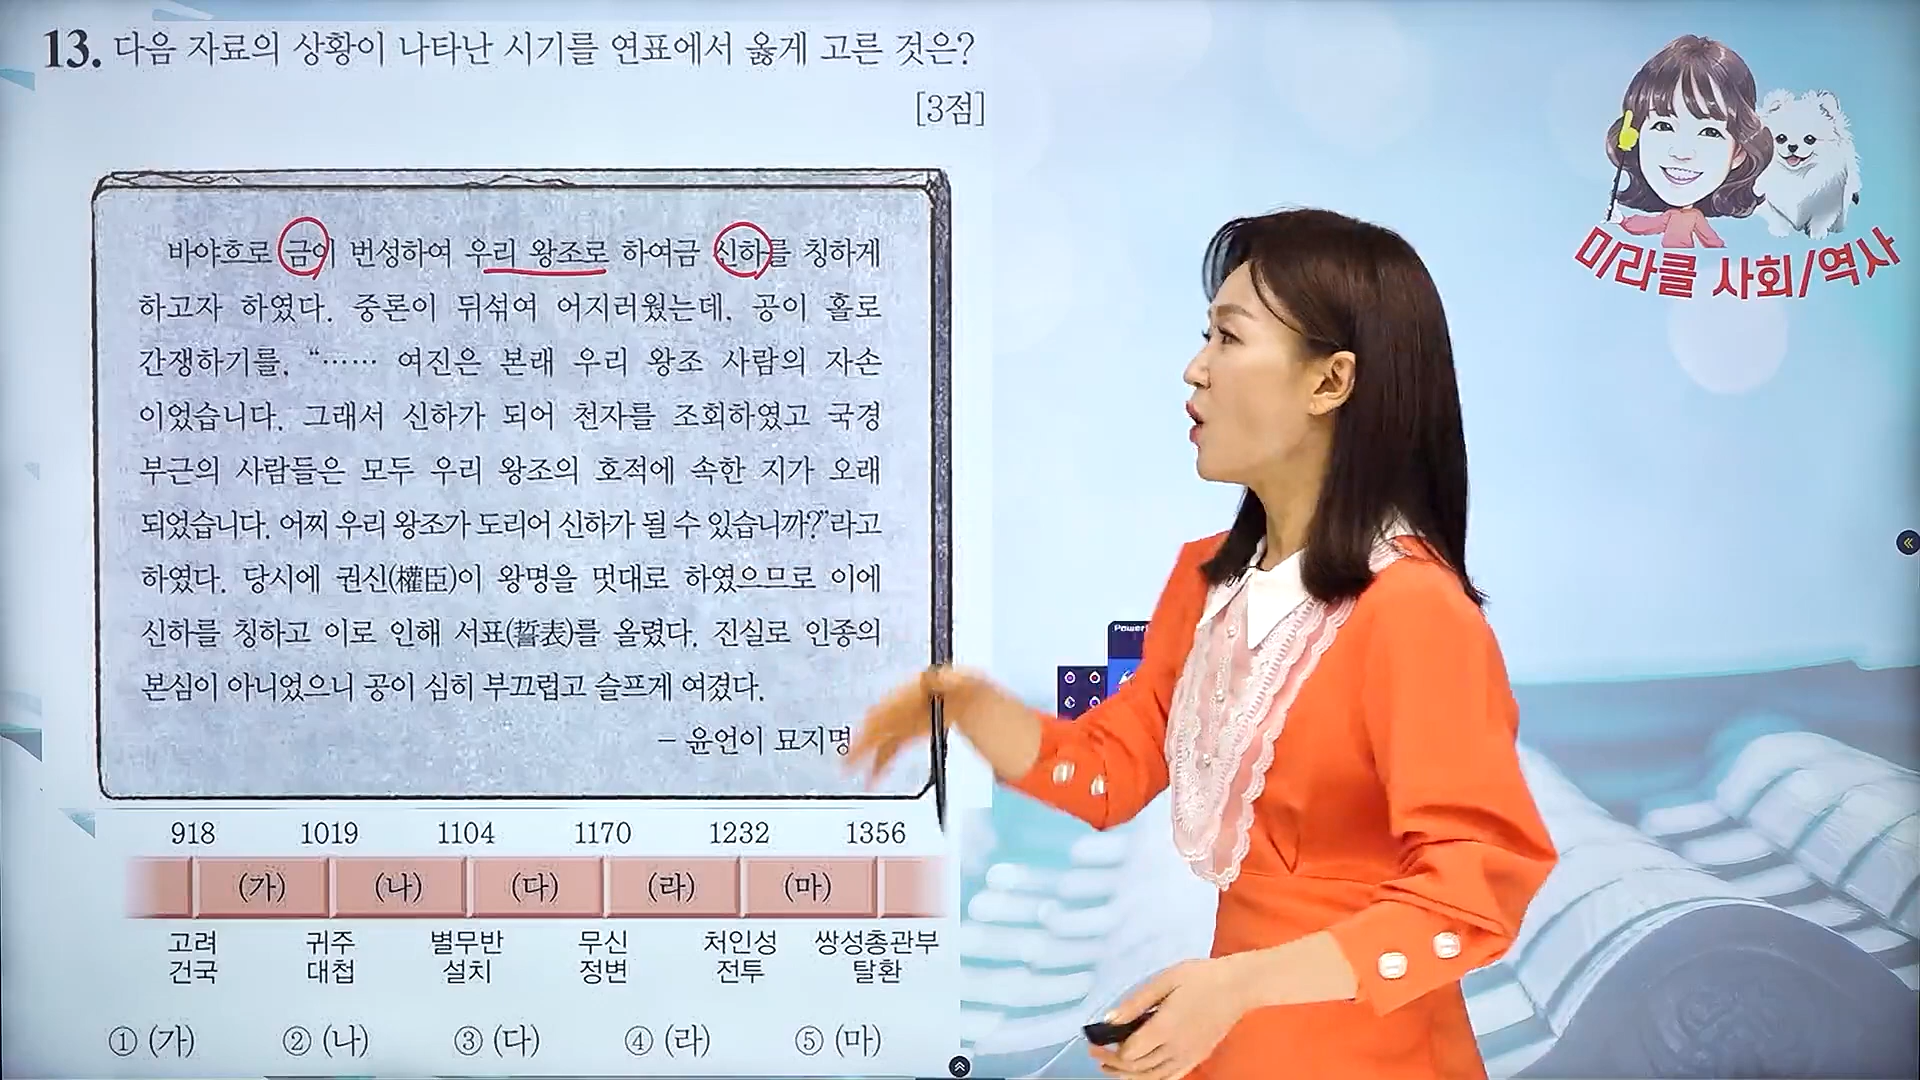 13. 다음 자료의 상황이 나타난 시기를 연표에서 옳게 고른 것은?
[3점]
바야흐로 금이 번성하여 우리 왕조로 하여금 신하를 칭하게
하고자 하였다. 중론이 뒤섞여 어지러웠는데, 공이 홀로
간쟁하기를, “…… 여진은 본래 우리 왕조 사람의 자손
이었습니다. 그래서 신하가 되어 천자를 조회하였고 국경
부근의 사람들은 모두 우리 왕조의 호적에 속한 지가 오래
되었습니다. 어찌 우리 왕조가 도리어 신하가 될 수 있습니까?”라고
하였다. 당시에 권신(權臣)이 왕명을 멋대로 하였으므로 이에
신하를 칭하고 이로 인해 서표(誓表)를 올렸다. 진실로 인종의
본심이 아니었으니 공이 심히 부끄럽고 슬프게 여겼다.
- 윤언이 묘지명
918 1019 1104 1170 1232 1356
(가) (나) (다) (라) (마)
고려 귀주 별무반 무신 처인성 쌍성총관부
건국 대첩 설치 정변 전투 탈환
① (가) ② (나) ③ (다) ④ (라) ⑤ (마)
미라클 사회/역사